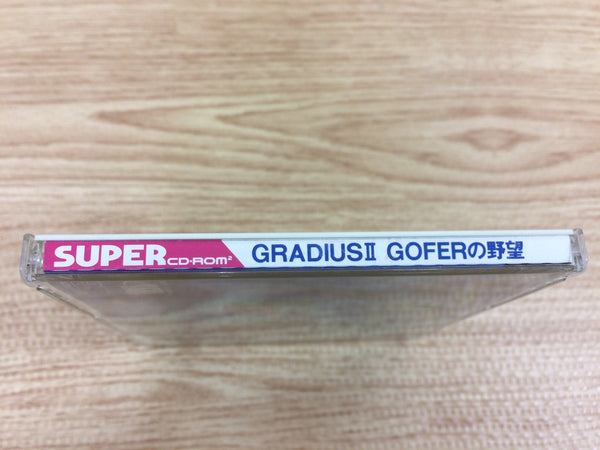 SUPER CD-ROM² GRADIUSⅡ GOFERの野望